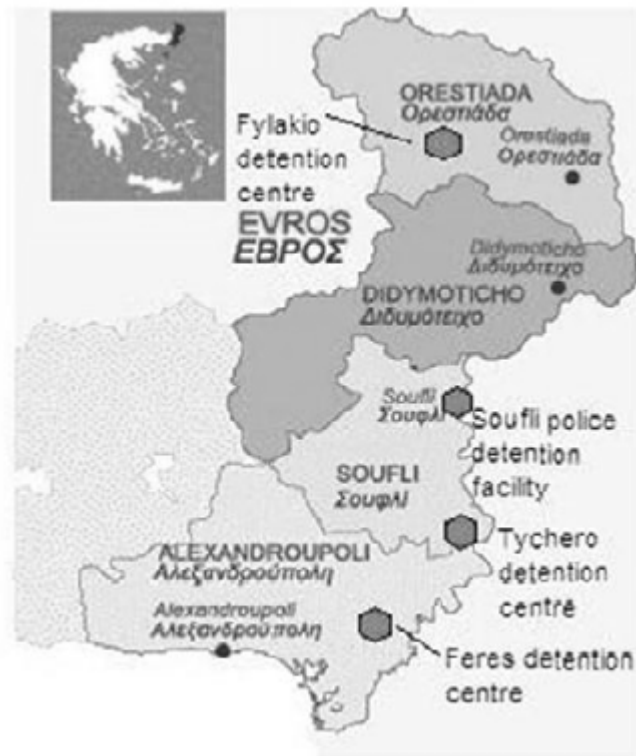 ORESTIADA
Ορεστιάδα
Fylakio
detention
centre
Orestiada
Ορεστιάδα
EVROS
ΕΒΡΟΣ
Didymoticho
Διδυμότειχο
DIDYMOTICHO
Διδυμότειχο
Soufli
Σουφλί
Soufli police
detention
facility
SOUFLI
Σουφλί
Tychero
detention
centre
ALEXANDROUPOLI
Αλεξανδρούπολη
Alexandroupoli
Αλεξανδρούπολη
Feres detention
centre